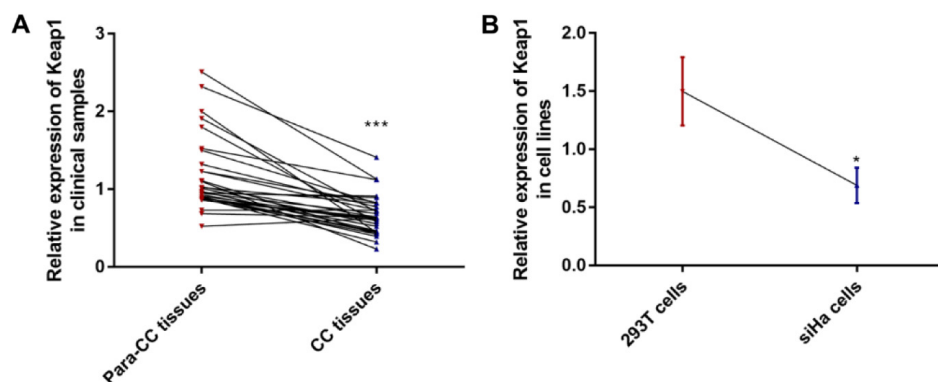 A
Relative expression of Keap1
in clinical samples
3
2
1
0
***
Para-CC tissues
CC tissues
B
Relative expression of Keap1
in cell lines
2.0
1.5
1.0
0.5
0.0
*
293T cells
siHa cells